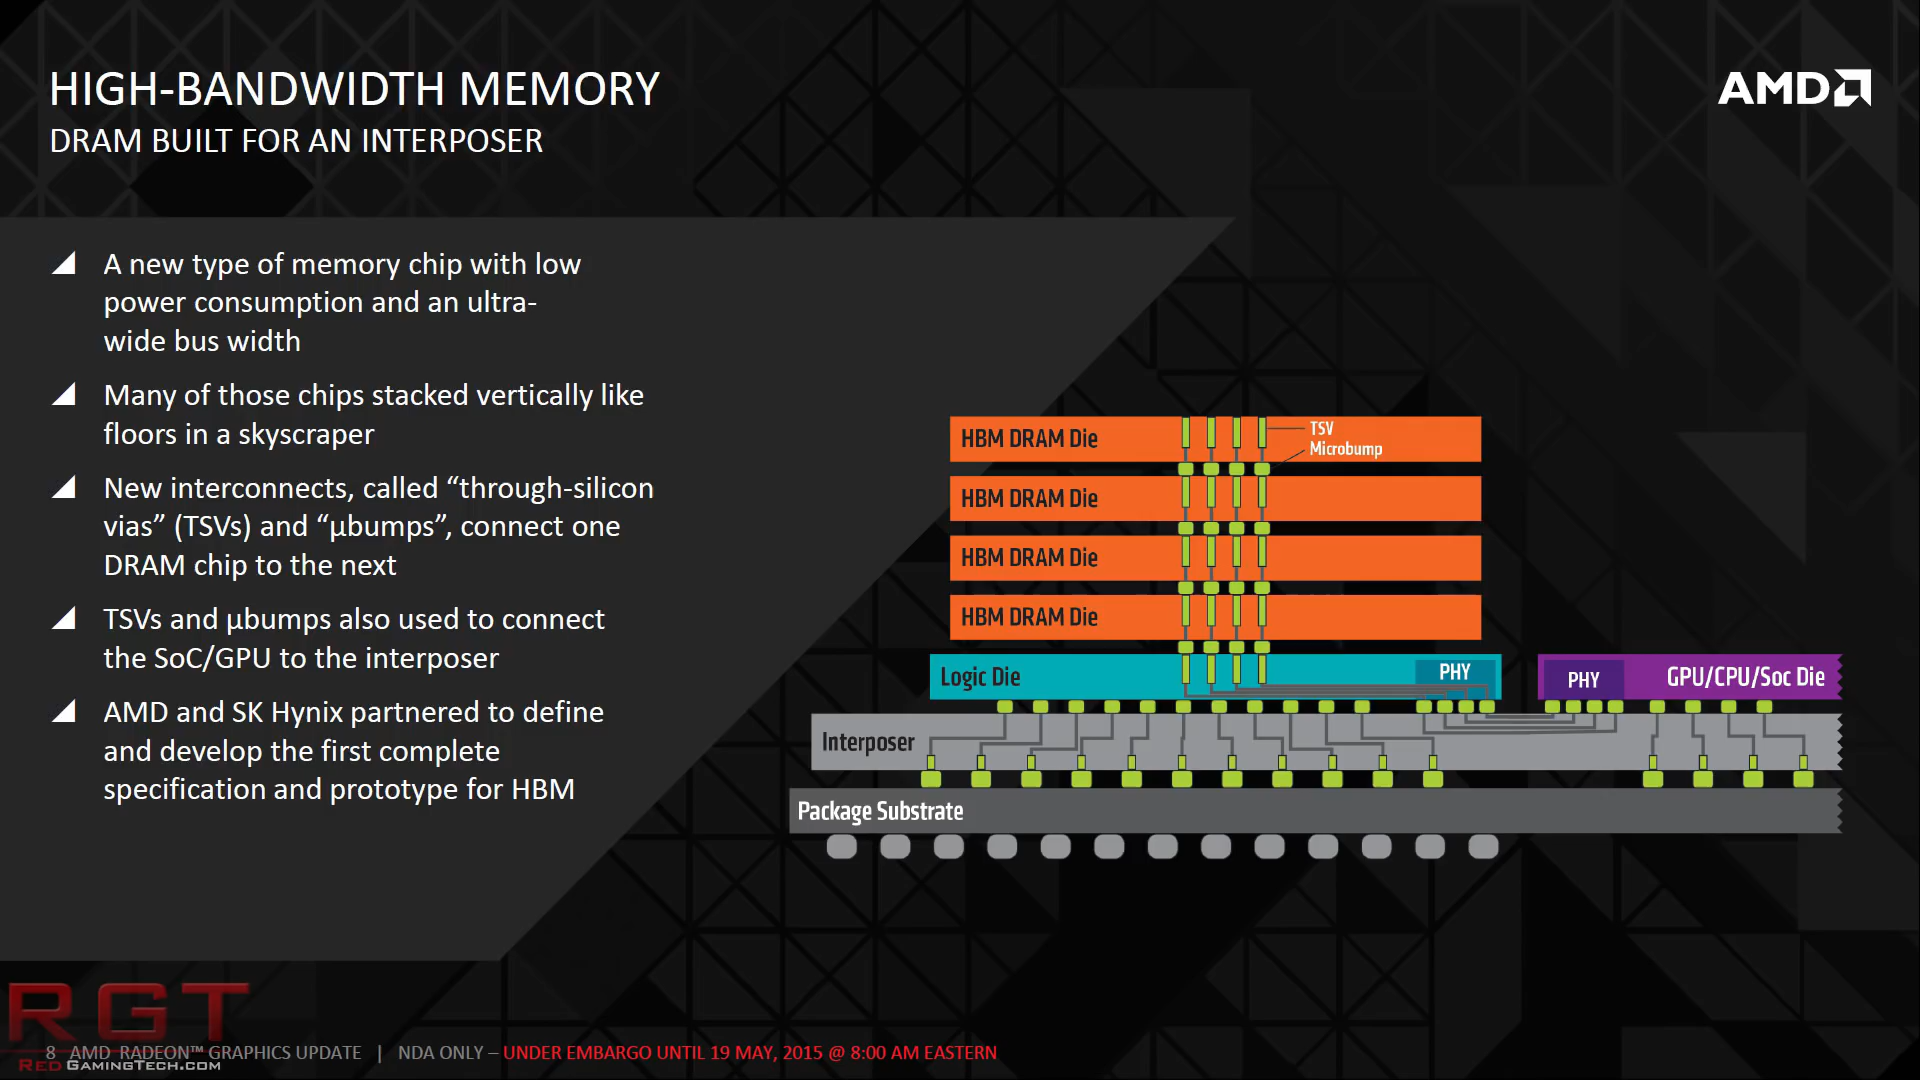 HIGH-BANDWIDTH MEMORY
DRAM BUILT FOR AN INTERPOSER
AMD
A new type of memory chip with low
power consumption and an ultra-
wide bus width
Many of those chips stacked vertically like
floors in a skyscraper
New interconnects, called “through-silicon
vias” (TSVs) and “μbumps”, connect one
DRAM chip to the next
TSVs and μbumps also used to connect
the SoC/GPU to the interposer
AMD and SK Hynix partnered to define
and develop the first complete
specification and prototype for HBM
HBM DRAM Die
TSV
Microbump
HBM DRAM Die
HBM DRAM Die
HBM DRAM Die
Logic Die
PHY
PHY
GPU/CPU/Soc Die
Interposer
Package Substrate
RGT
8 AMD RADEON™ GRAPHICS UPDATE | NDA ONLY – UNDER EMBARGO UNTIL 19 MAY, 2015 @ 8:00 AM EASTERN
RED GAMINGTECH.COM